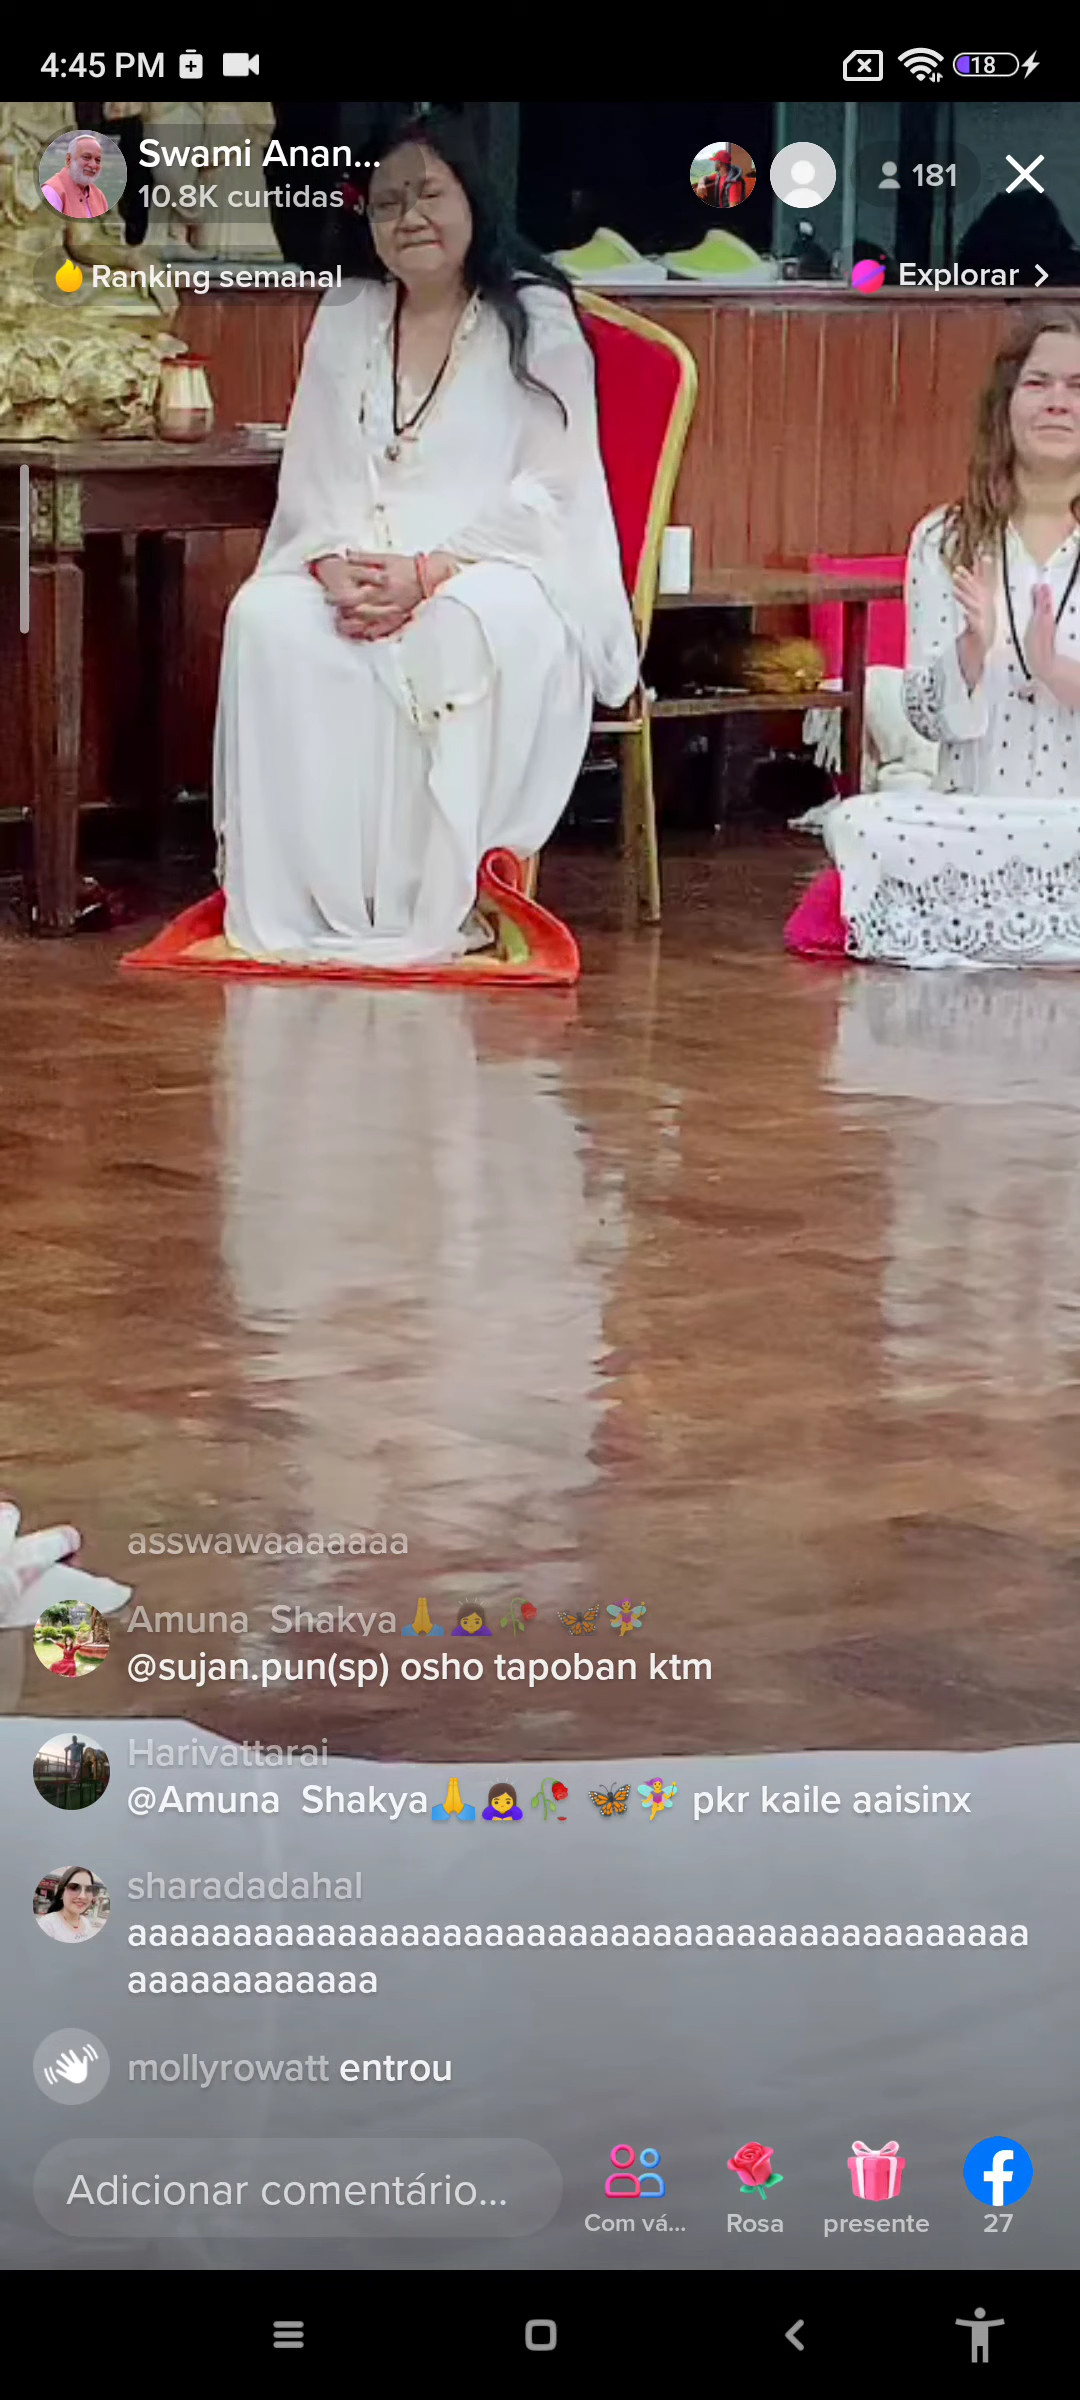 4:45 PM
18
Swami Anan...
10.8K curtidas
181
Ranking semanal
Explorar
asswawaaaaaaa
Amuna Shakya🙏🙇‍♀️🥀 🦋🧚‍♀️
@sujan.pun(sp) osho tapoban ktm
Harivattarai
@Amuna Shakya🙏🙇‍♀️🥀 🦋🧚‍♀️ pkr kaile aaisinx
sharadadahal
aaaaaaaaaaaaaaaaaaaaaaaaaaaaaaaaaaaaaaaaaaa
aaaaaaaaaaaa
mollyrowatt entrou
Adicionar comentário...
Com vá...
Rosa
presente
27